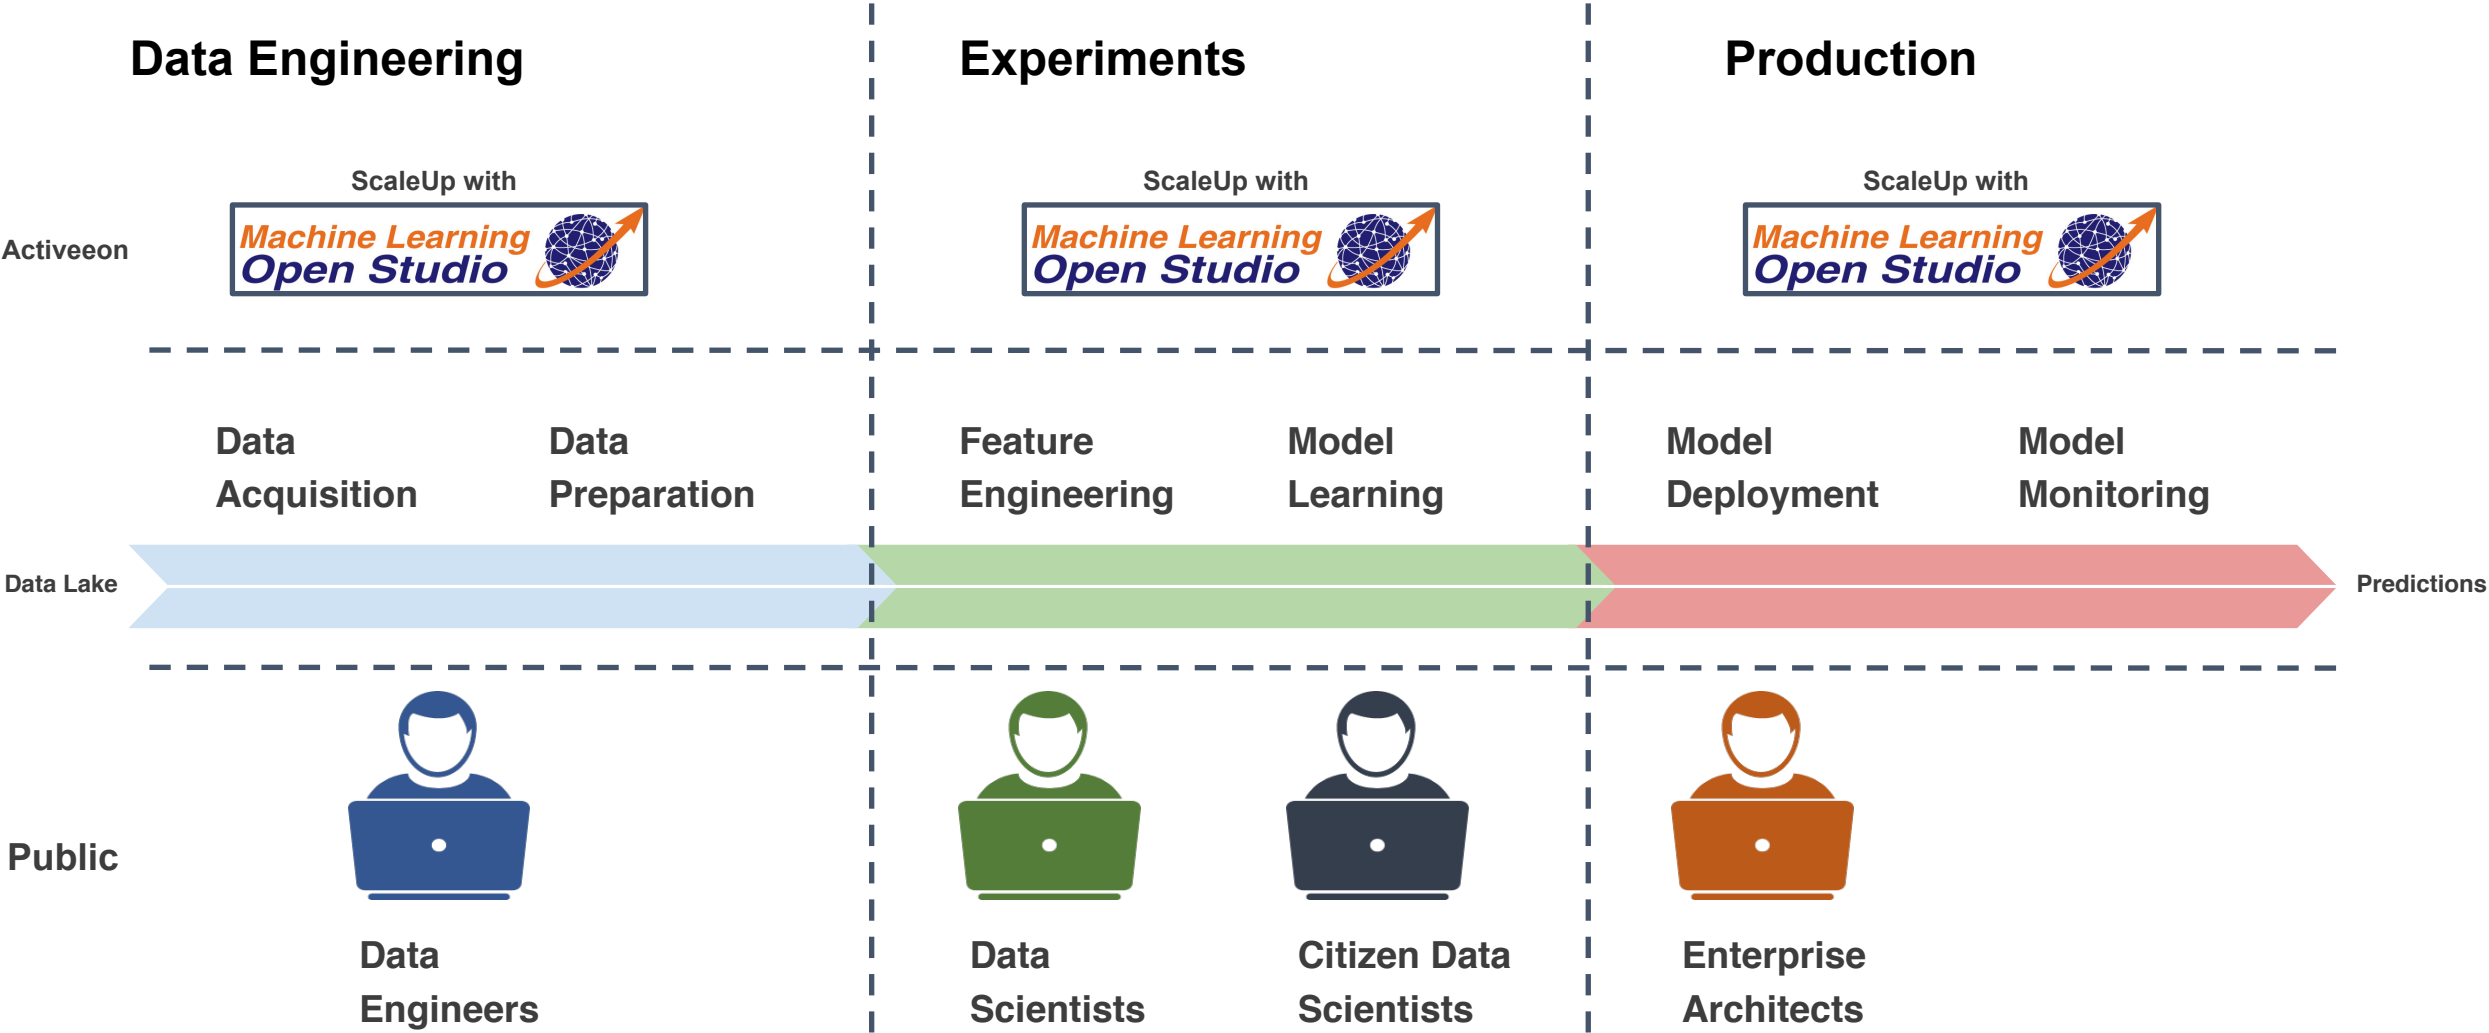 Data Engineering
Experiments
Production
ScaleUp with
ScaleUp with
ScaleUp with
Activeeon
Machine Learning
Open Studio
Machine Learning
Open Studio
Machine Learning
Open Studio
Data
Acquisition
Data
Preparation
Feature
Engineering
Model
Learning
Model
Deployment
Model
Monitoring
Data Lake
Predictions
Public
Data
Engineers
Data
Scientists
Citizen Data
Scientists
Enterprise
Architects